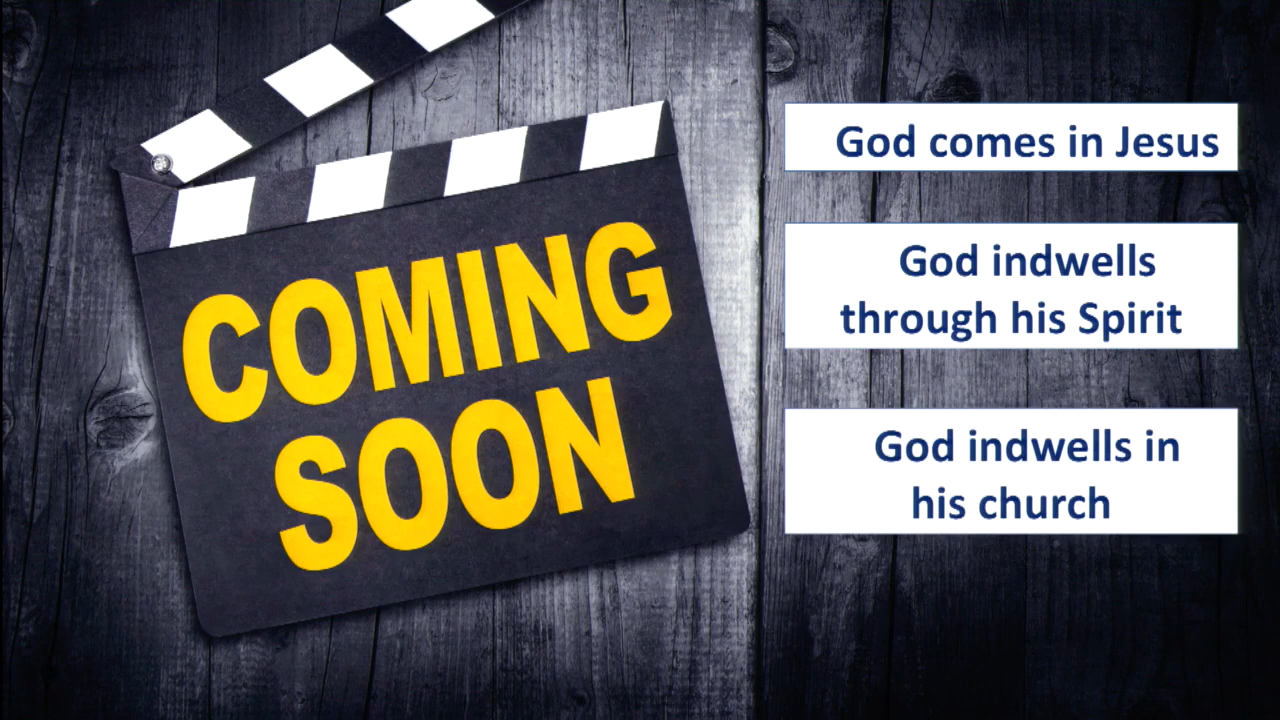 COMING
SOON
God comes in Jesus
God indwells
through his Spirit
God indwells in
his church